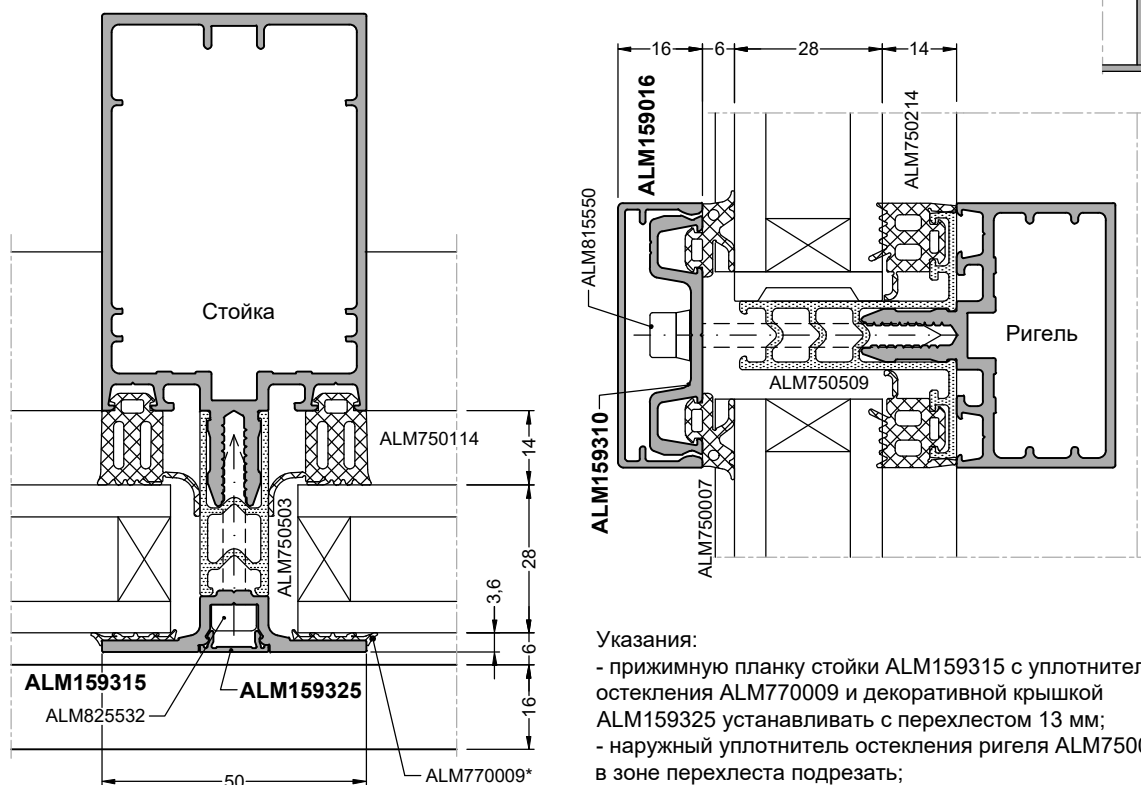 Стойка
ALM750114
ALM750503
14
28
3,6
6
16
ALM159315
ALM159325
ALM825532
ALM770009*
50
16
6
28
14
ALM159016
ALM750214
ALM815550
Ригель
ALM750509
ALM159310
ALM750007
Указания:
- прижимную планку стойки ALM159315 с уплотнител
остекления ALM770009 и декоративной крышкой
ALM159325 устанавливать с перехлестом 13 мм;
- наружный уплотнитель остекления ригеля ALM7500
в зоне перехлеста подрезать;